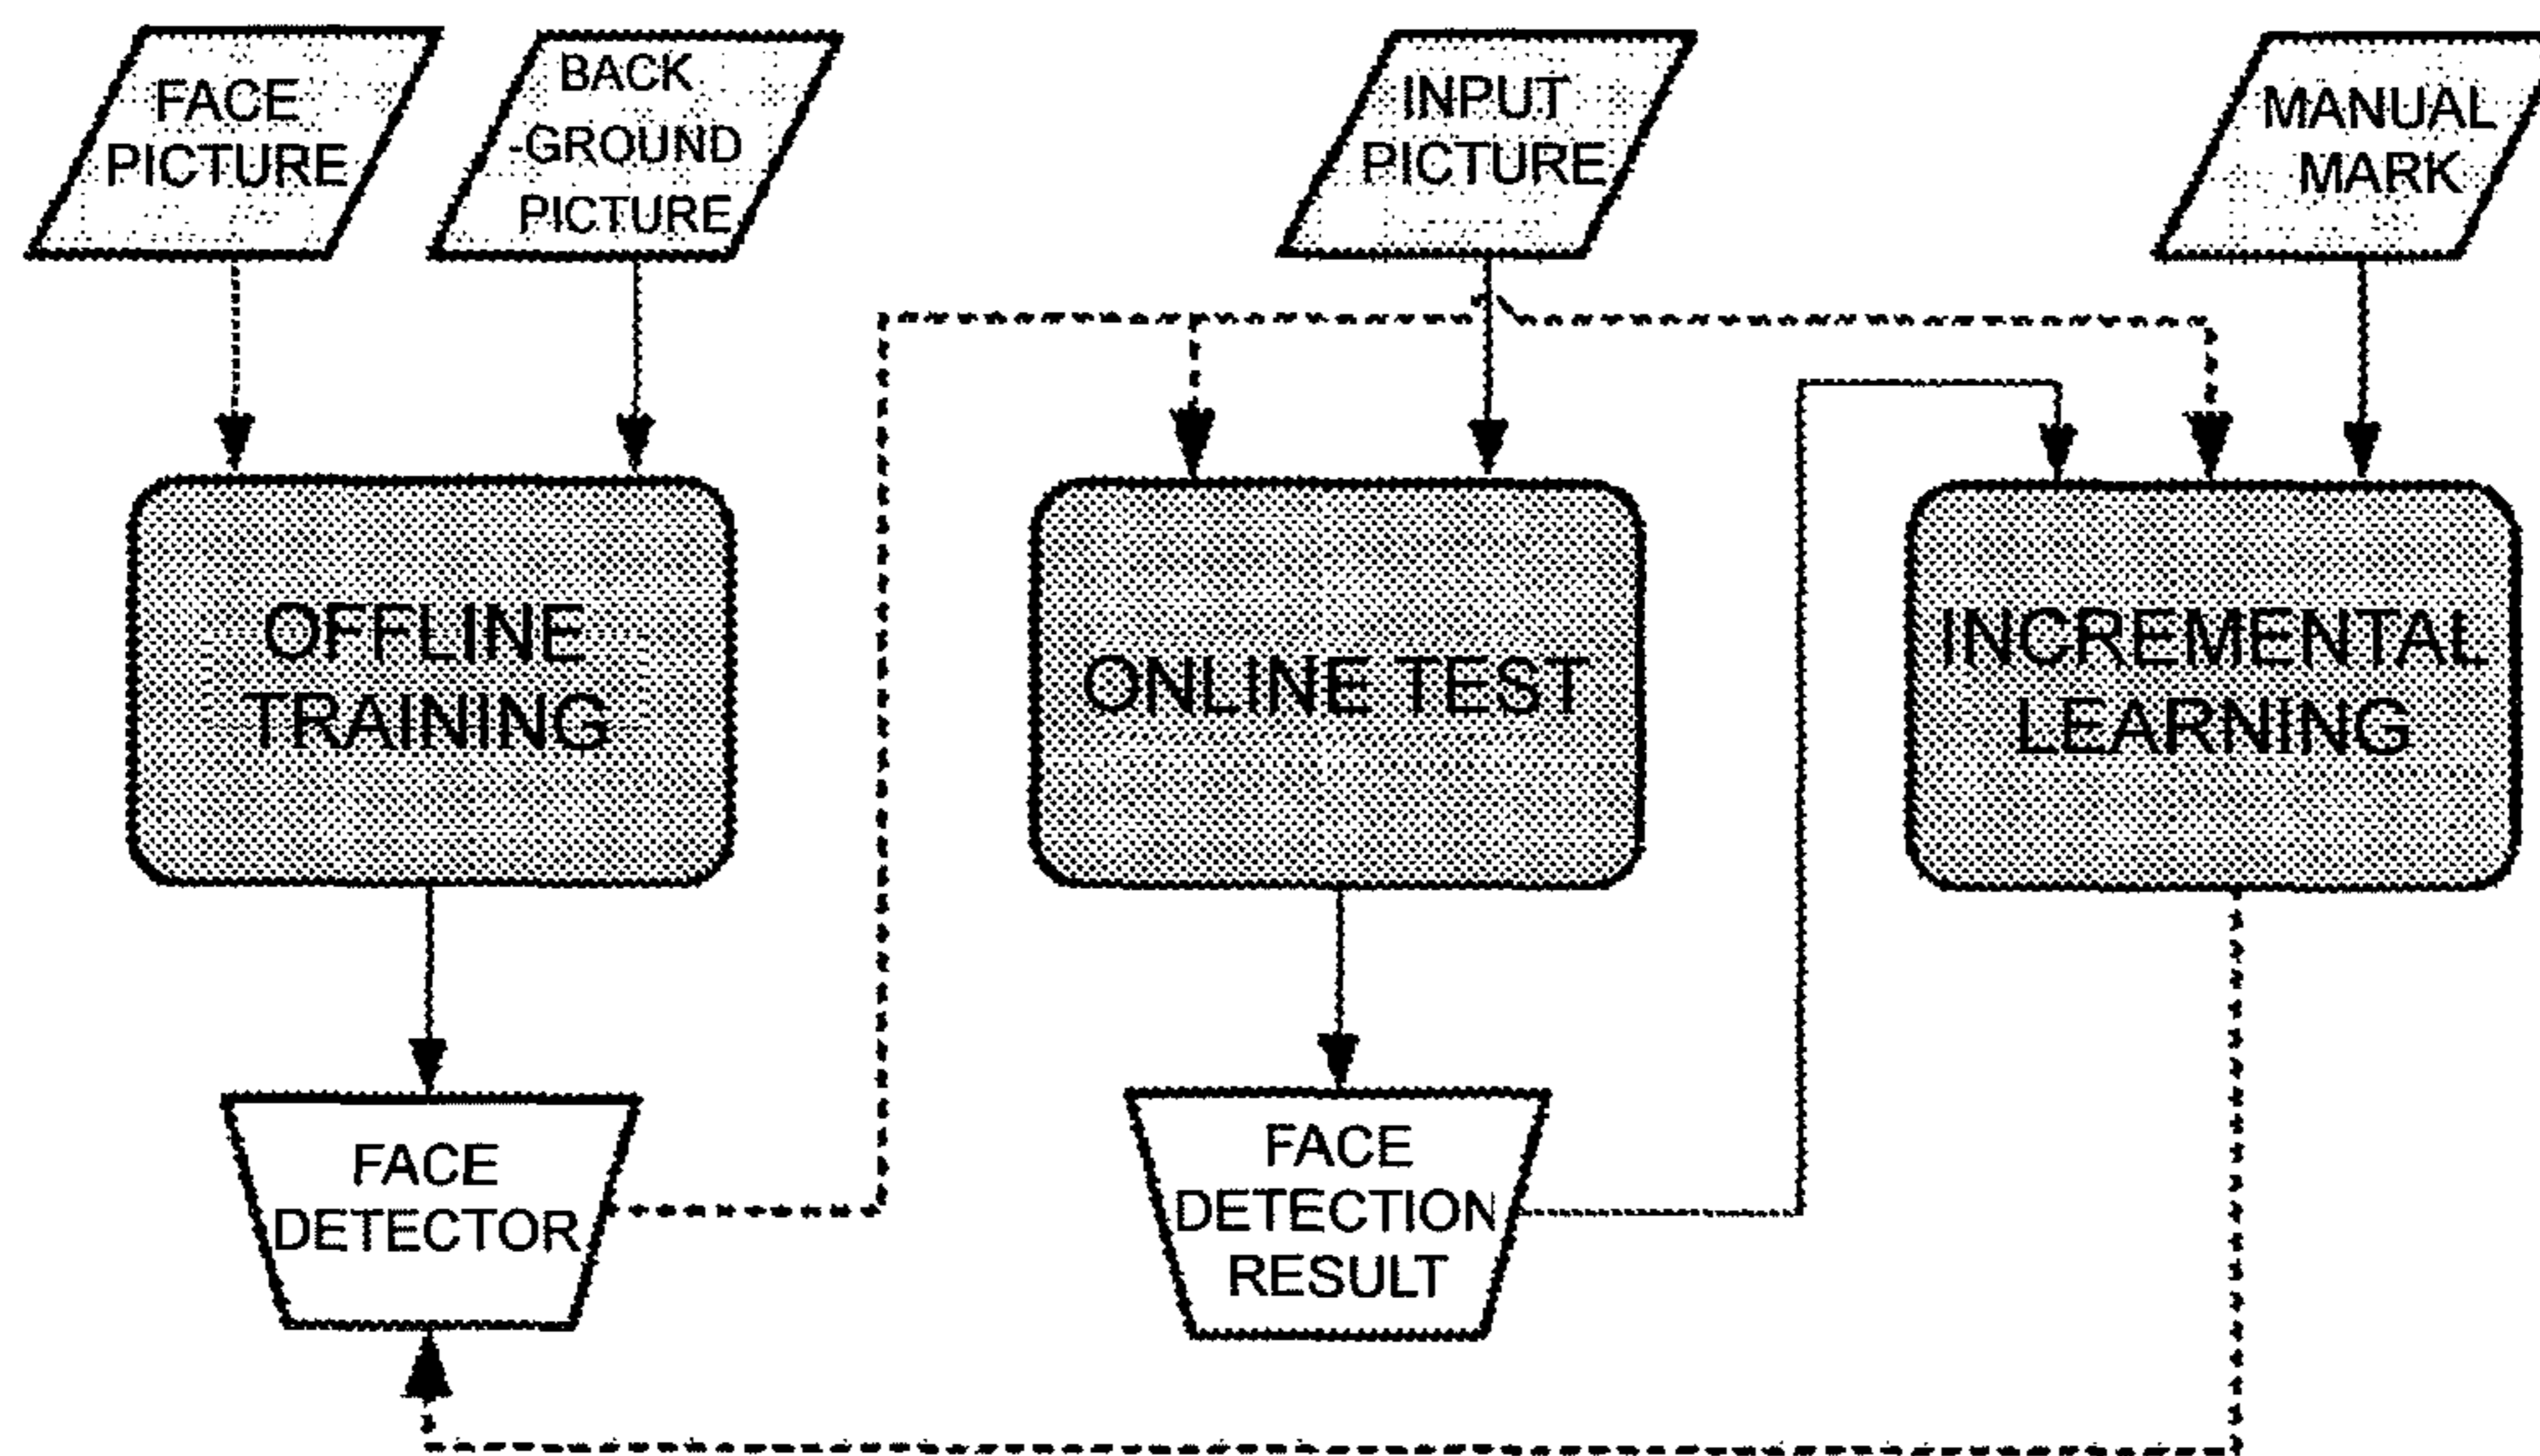 FACE
PICTURE
BACK
-GROUND
PICTURE
INPUT
PICTURE
MANUAL
MARK
OFFLINE
TRAINING
ONLINE TEST
INCREMENTAL
LEARNING
FACE
DETECTOR
FACE
DETECTION
RESULT